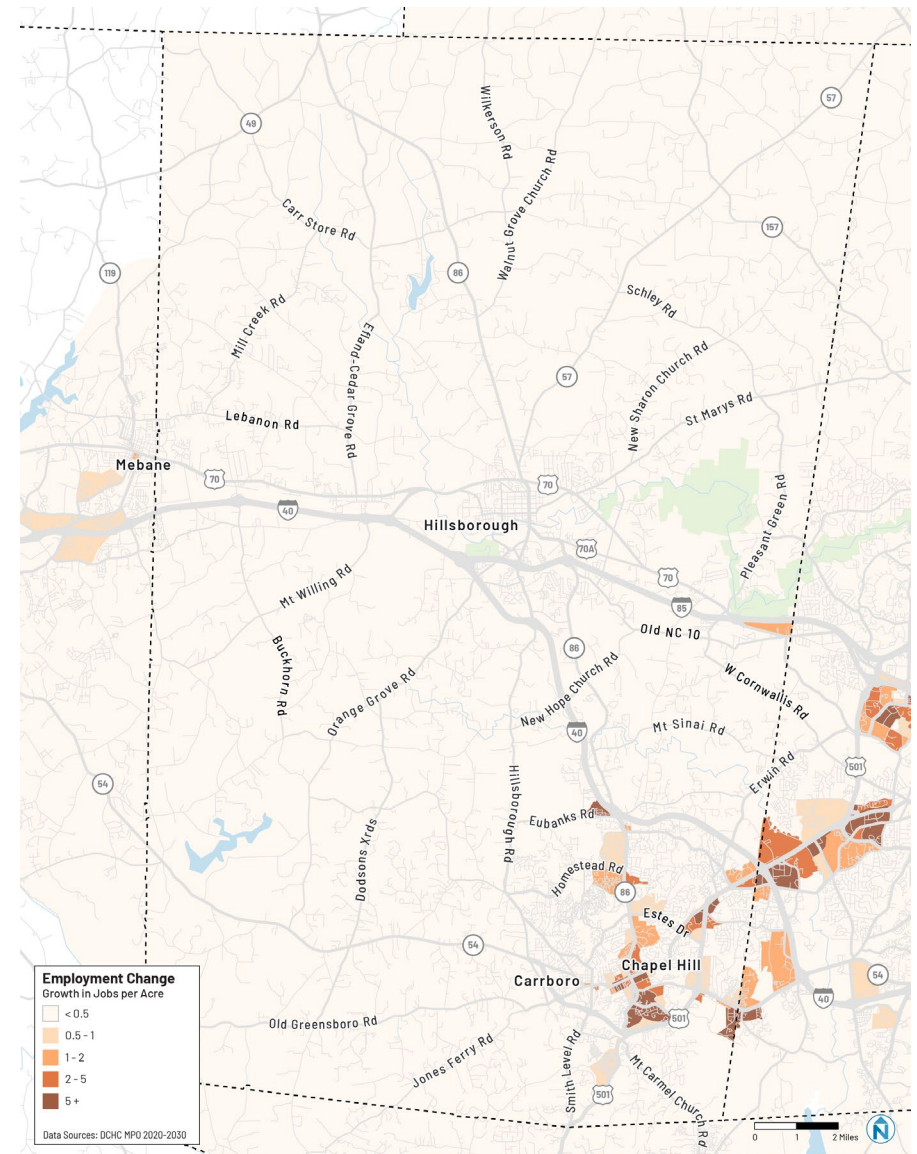 57
49
Wilkerson Rd
Walnut Grove Church Rd
Carr Store Rd
157
119
86
Schley Rd
Mill Creek Rd
Efland-Cedar Grove Rd
New Sharon Church Rd
57
St Marys Rd
Lebanon Rd
Mebane
70
70
Pleasant Green Rd
40
Hillsborough
70A
70
Mt Willing Rd
85
Old NC 10
86
Buckhorn Rd
Orange Grove Rd
New Hope Church Rd
W Cornwallis Rd
40
Mt Sinai Rd
501
Erwin Rd
54
Hillsborough Rd
Eubanks Rd
Dodsons Xrds
Homestead Rd
86
Estes Dr
54
Chapel Hill
Carrboro
54
40
501
Old Greensboro Rd
Jones Ferry Rd
Smith Level Rd
Mt Carmel Church Rd
501
Employment Change
Growth in Jobs per Acre
< 0.5
0.5 - 1
1 - 2
2 - 5
5 +
Data Sources: DCHC MPO 2020-2030
0 1 2 Miles
N